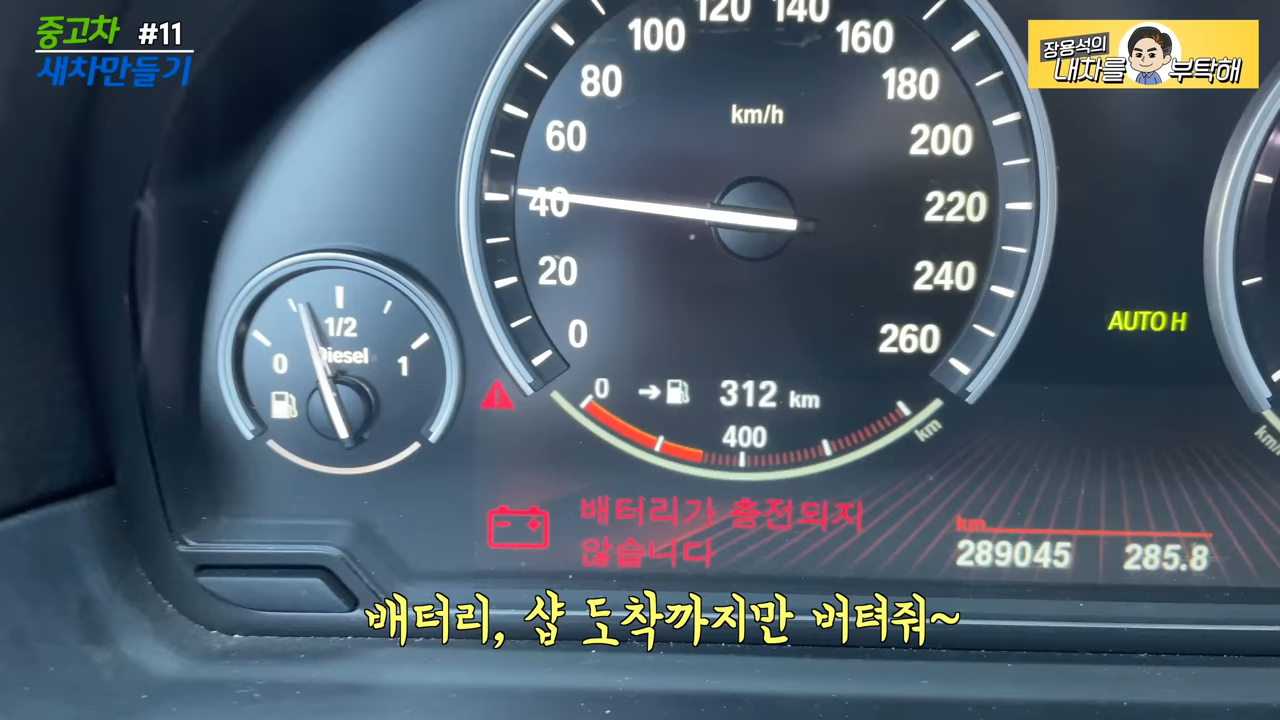 중고차 #11
새차만들기
장용석의
내차를 부탁해
0
20
40
60
80
100
120
140
160
180
200
220
240
260
km/h
0
1/2
1
Diesel
AUTO H
0
312 km
400
km
배터리가 충전되지
않습니다
km
289045 285.8
배터리, 샵 도착까지만 버텨줘~